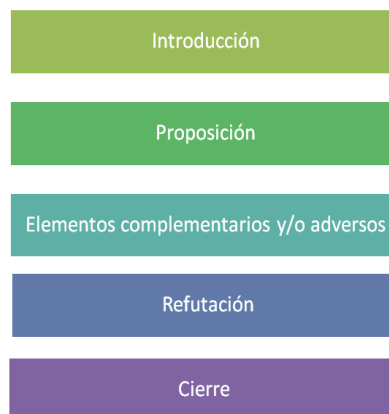 Introducción
Proposición
Elementos complementarios y/o adversos
Refutación
Cierre